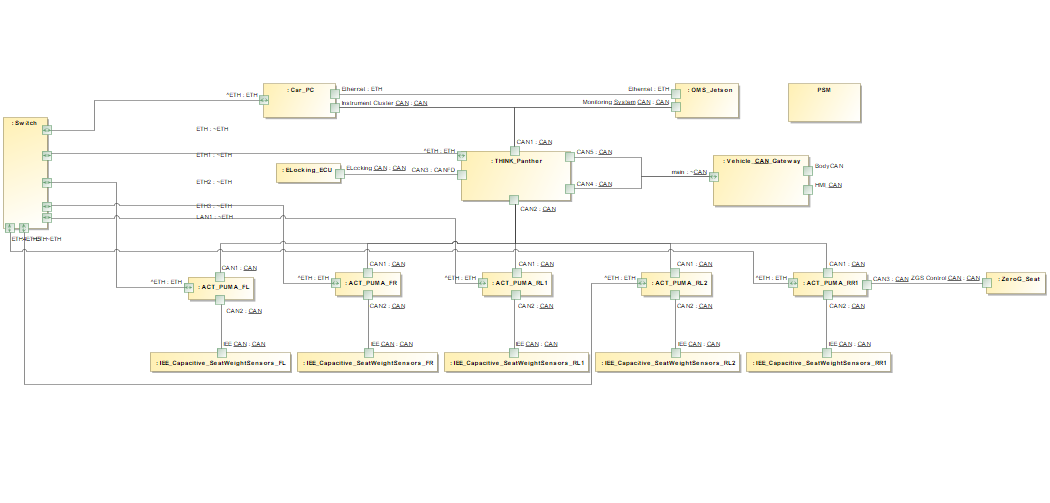 : Car_PC
^ETH : ETH
Ethernet : ETH
Instrument Cluster CAN : CAN
Ethernet : ETH
Monitoring System CAN : CAN
: OMS_Jetson
PSM
: Switch
ETH : ~ETH
ETH1 : ~ETH
ETH2 : ~ETH
ETH3 : ~ETH
LAN1 : ~ETH
CAN1 : CAN
^ETH : ETH
: THINK_Panther
CAN5 : CAN
CAN4 : CAN
CAN3 : CANFD
CAN2 : CAN
: ELocking_ECU
ELocking CAN : CAN
main : ~CAN
: Vehicle_CAN_Gateway
BodyCAN
HMI_CAN
CAN1 : CAN
^ETH : ETH
: ACT_PUMA_FL
CAN2 : CAN
CAN1 : CAN
^ETH : ETH
: ACT_PUMA_FR
CAN2 : CAN
CAN1 : CAN
^ETH : ETH
: ACT_PUMA_RL1
CAN2 : CAN
CAN1 : CAN
^ETH : ETH
: ACT_PUMA_RL2
CAN2 : CAN
CAN1 : CAN
^ETH : ETH
: ACT_PUMA_RR1
CAN2 : CAN
CAN3 : CAN
ZGS Control CAN : CAN
: ZeroG_Seat
IEE CAN : CAN
: IEE_Capacitive_SeatWeightSensors_FL
IEE CAN : CAN
: IEE_Capacitive_SeatWeightSensors_FR
IEE CAN : CAN
: IEE_Capacitive_SeatWeightSensors_RL1
IEE CAN : CAN
: IEE_Capacitive_SeatWeightSensors_RL2
IEE CAN : CAN
: IEE_Capacitive_SeatWeightSensors_RR1